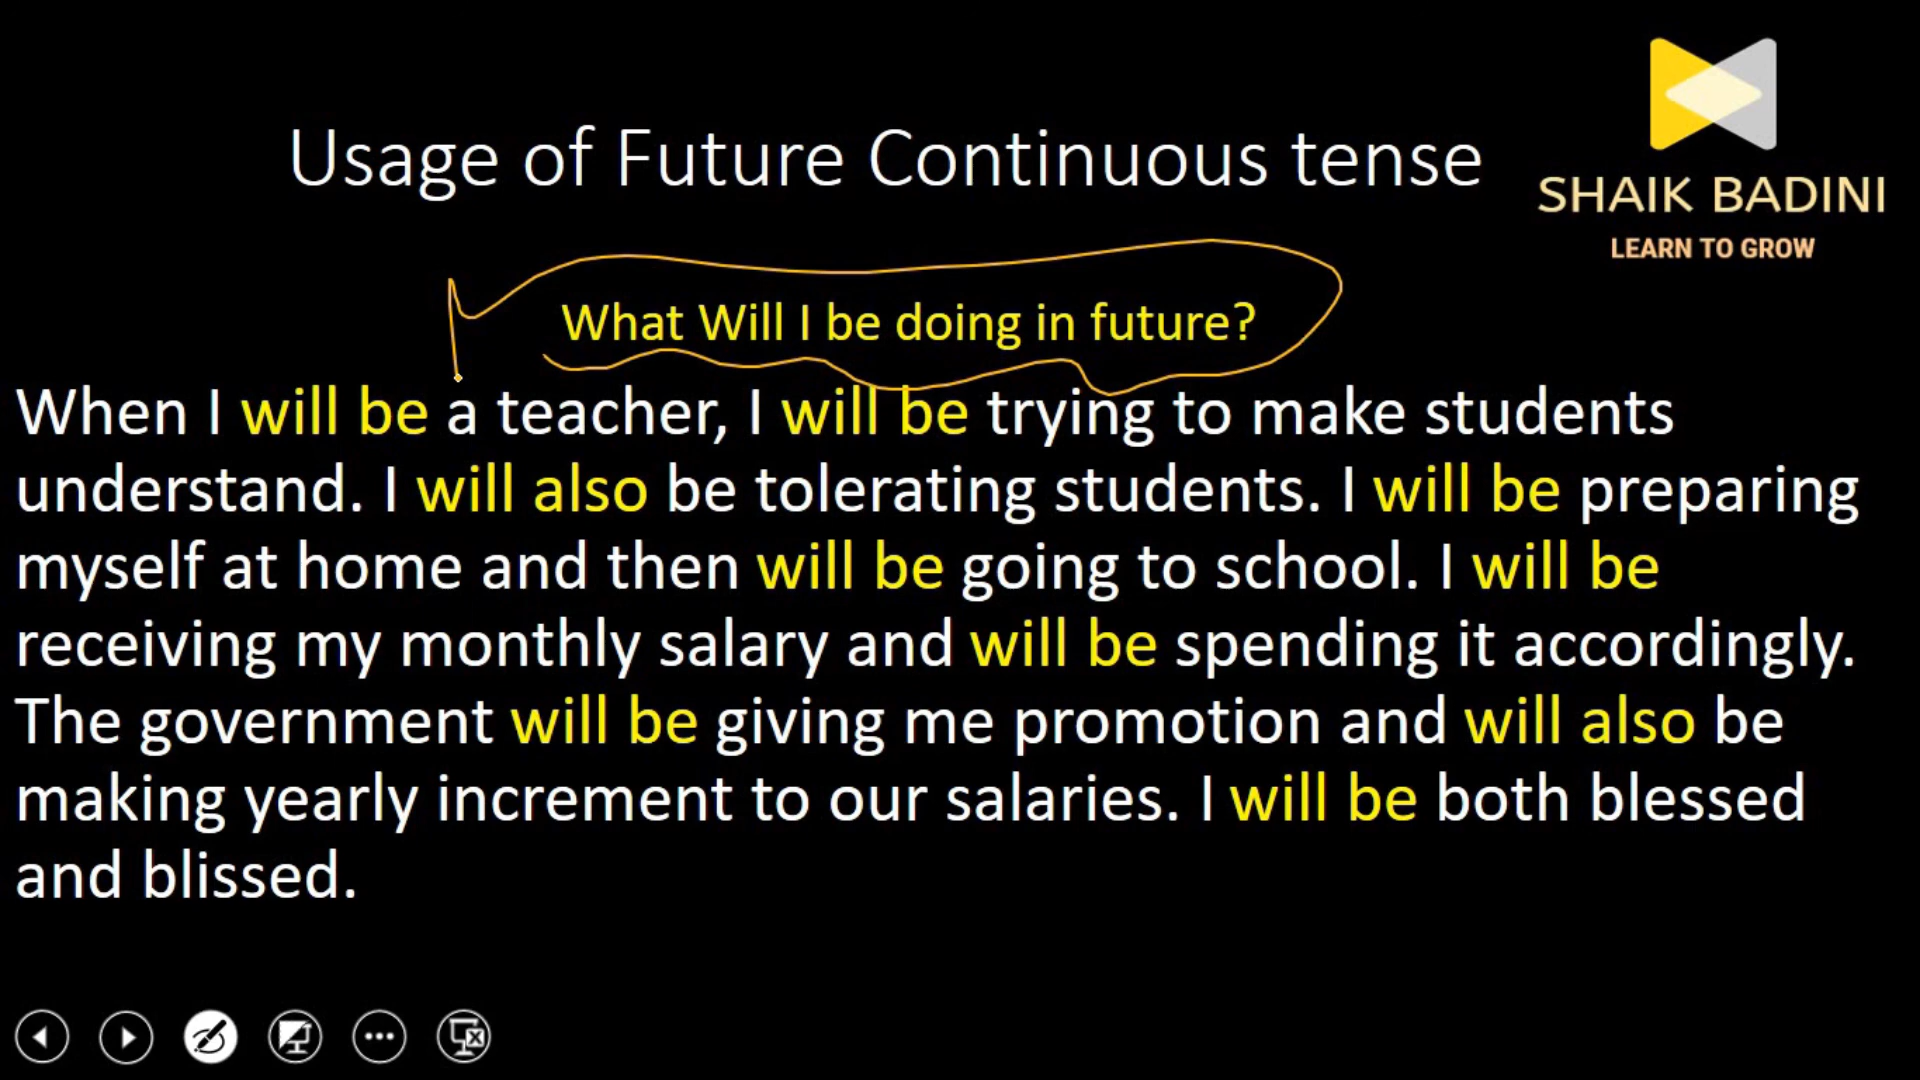 Usage of Future Continuous tense
SHAIK BADINI
LEARN TO GROW
What Will I be doing in future?
When I will be a teacher, I will be trying to make students
understand. I will also be tolerating students. I will be preparing
myself at home and then will be going to school. I will be
receiving my monthly salary and will be spending it accordingly.
The government will be giving me promotion and will also be
making yearly increment to our salaries. I will be both blessed
and blissed.